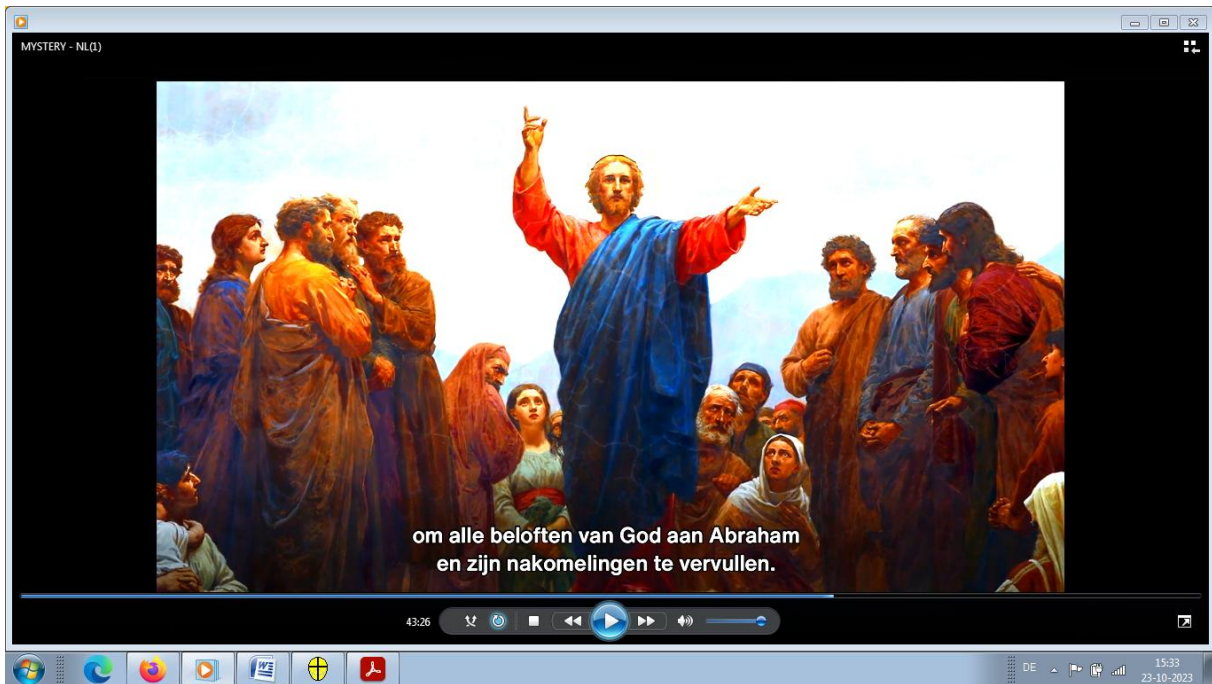 MYSTERY - NL(1)
om alle beloften van God aan Abraham
en zijn nakomelingen te vervullen.
43:26
DE
15:33
23-10-2023